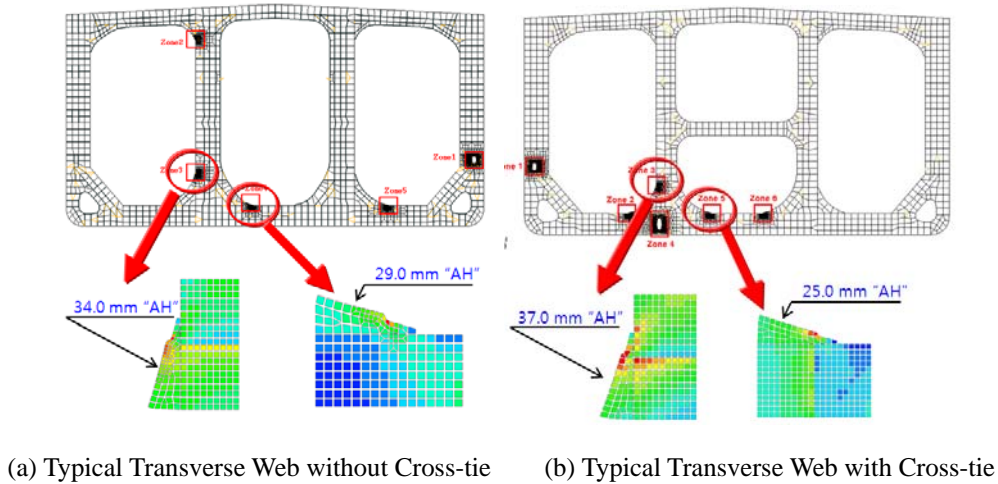 Zone2
Zone1
Zone3
Zone5
34.0 mm "AH"
29.0 mm "AH"
Zone 1
Zone 3
Zone 2
Zone 5
Zone 6
Zone 4
37.0 mm "AH"
25.0 mm "AH"
(a) Typical Transverse Web without Cross-tie
(b) Typical Transverse Web with Cross-tie